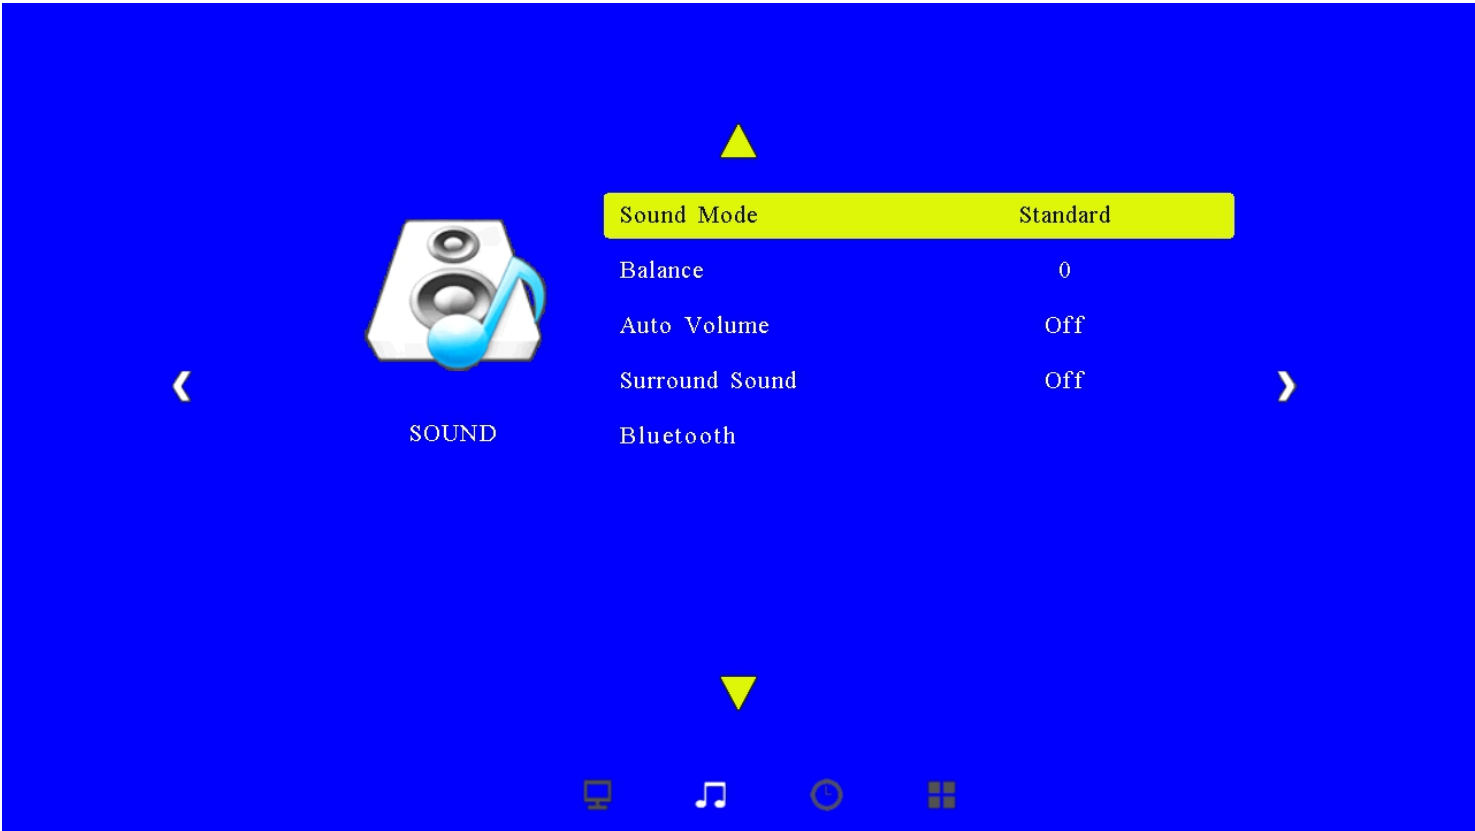 Sound Mode Standard
Balance 0
Auto Volume Off
Surround Sound Off
Bluetooth
SOUND